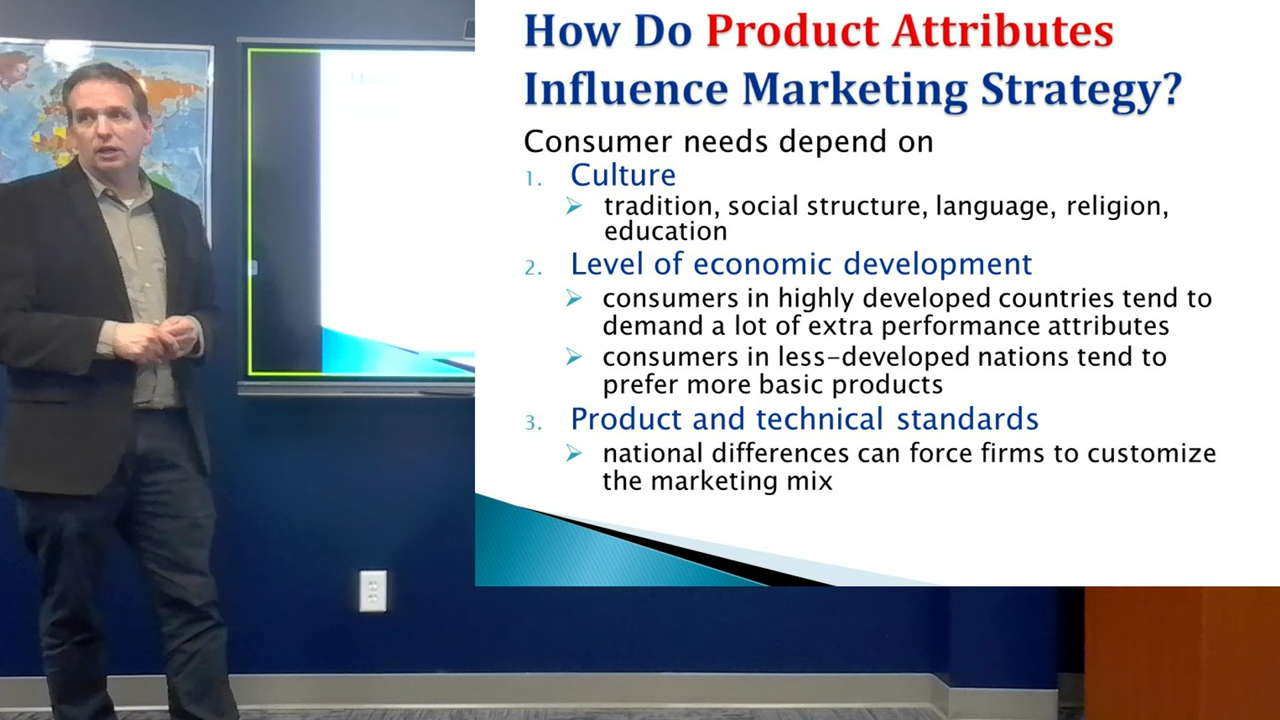 How Do Product Attributes
Influence Marketing Strategy?
Consumer needs depend on
1. Culture
➢ tradition, social structure, language, religion,
education
2. Level of economic development
➢ consumers in highly developed countries tend to
demand a lot of extra performance attributes
➢ consumers in less-developed nations tend to
prefer more basic products
3. Product and technical standards
➢ national differences can force firms to customize
the marketing mix